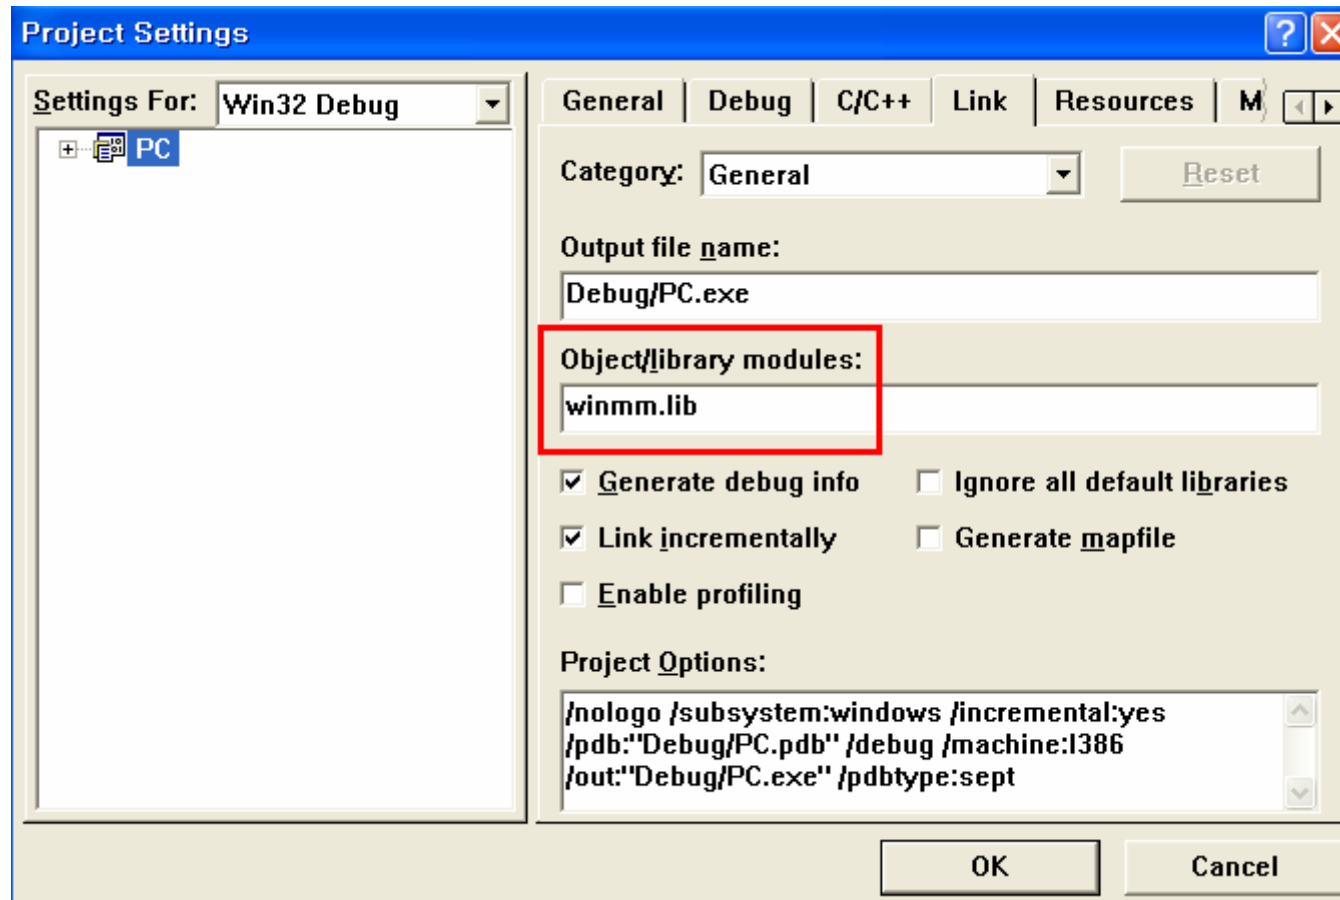 Project Settings
Settings For: Win32 Debug
PC
General Debug C/C++ Link Resources M
Category: General Reset
Output file name:
Debug/PC.exe
Object/library modules:
winmm.lib
Generate debug info Ignore all default libraries
Link incrementally Generate mapfile
Enable profiling
Project Options:
/nologo /subsystem:windows /incremental:yes
/pdb:"Debug/PC.pdb" /debug /machine:I386
/out:"Debug/PC.exe" /pdbtype:sept
OK Cancel